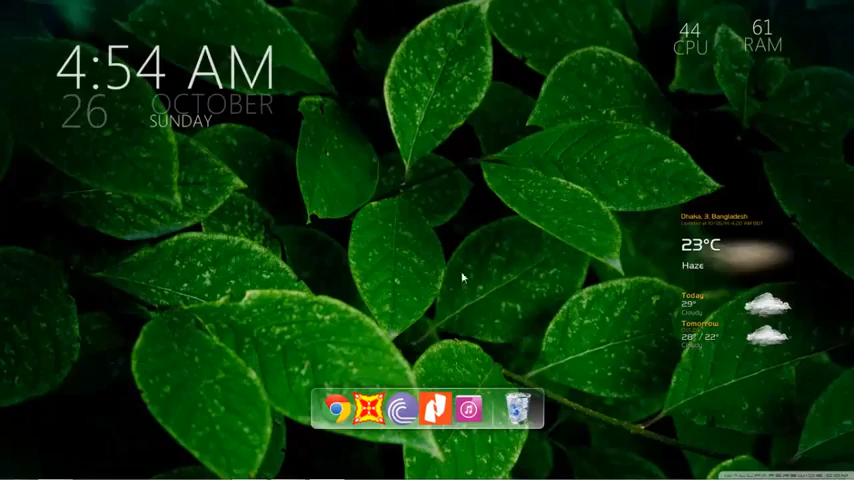 4:54 AM
26
OCTOBER
SUNDAY
44
CPU
61
RAM
Dhaka, 3, Bangladesh
23°C
Haze
Today
29°
Cloudy
Tomorrow
28° / 22°
Cloudy